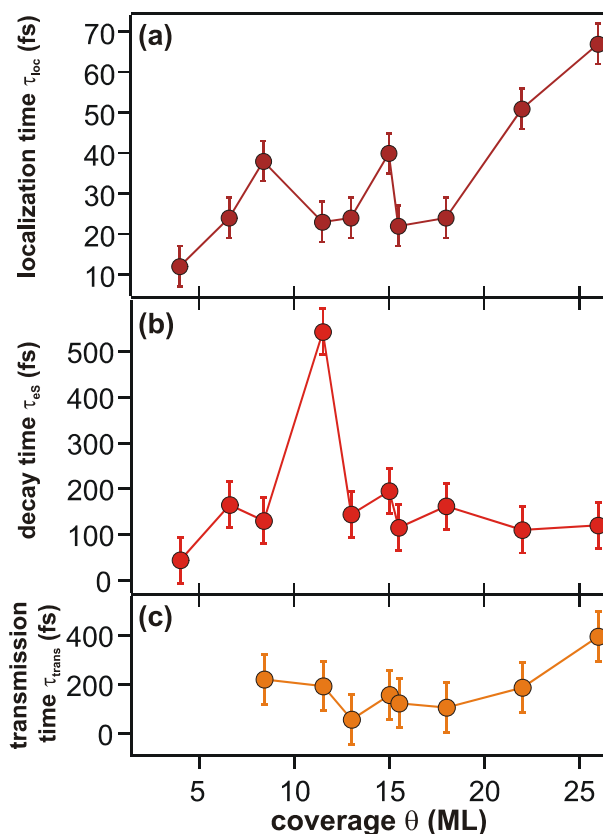 (a)
localization time τloc (fs)
70
60
50
40
30
20
10
(b)
decay time τeS (fs)
500
400
300
200
100
0
(c)
transmission
time τtrans (fs)
400
200
0
5 10 15 20 25
coverage θ (ML)